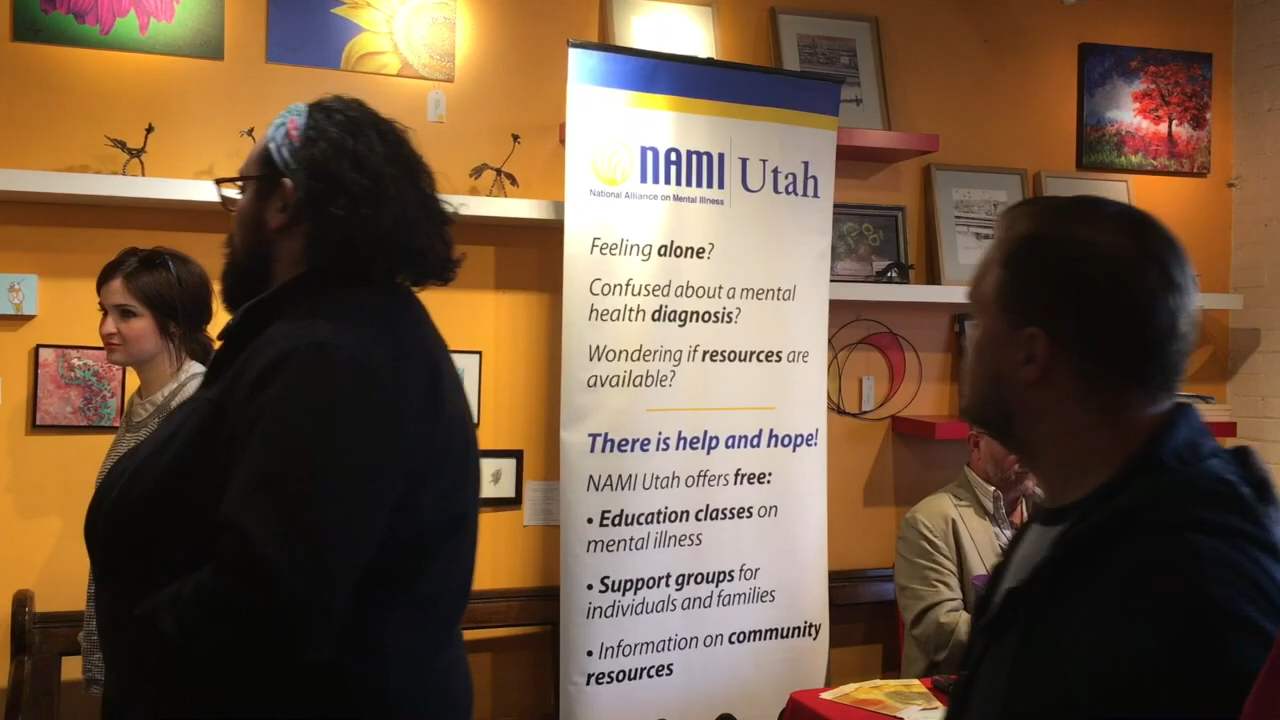 NAMI Utah
National Alliance on Mental Illness
Feeling alone?
Confused about a mental
health diagnosis?
Wondering if resources are
available?
There is help and hope!
NAMI Utah offers free:
• Education classes on
mental illness
• Support groups for
individuals and families
• Information on community
resources